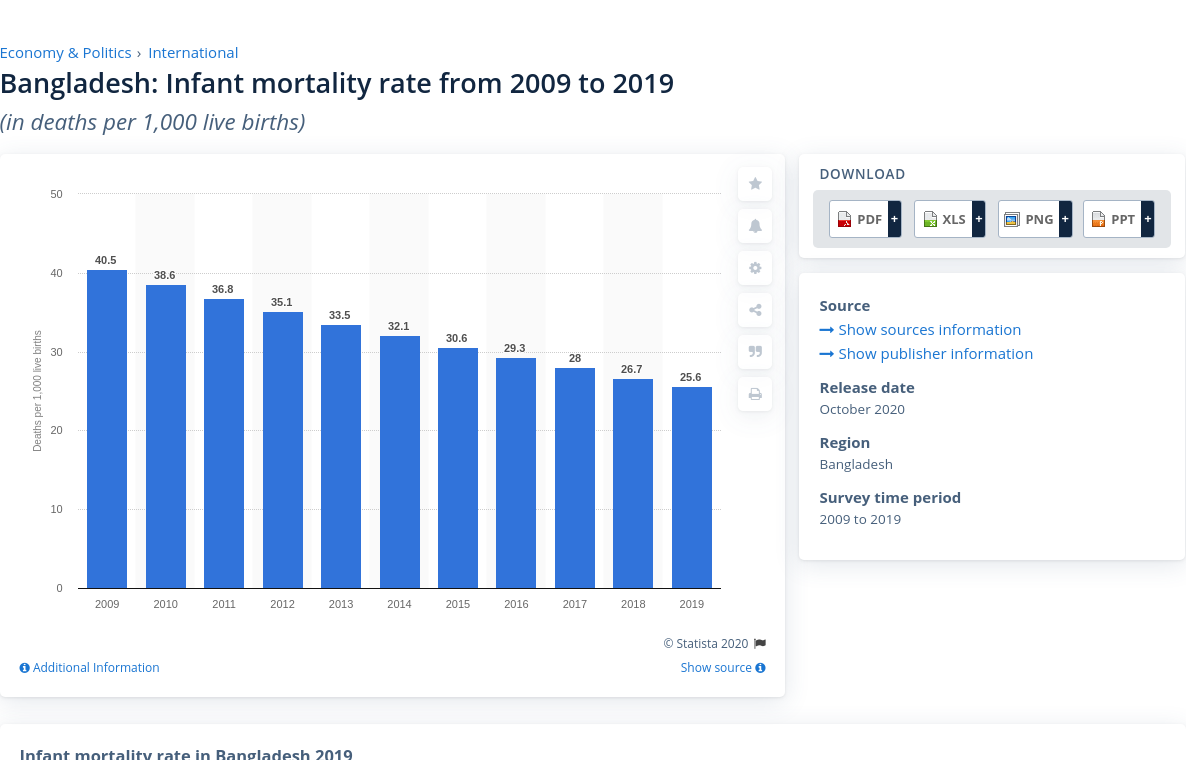 Economy & Politics › International
Bangladesh: Infant mortality rate from 2009 to 2019
(in deaths per 1,000 live births)
50
40
30
20
10
0
Deaths per 1,000 live births
40.5
38.6
36.8
35.1
33.5
32.1
30.6
29.3
28
26.7
25.6
2009 2010 2011 2012 2013 2014 2015 2016 2017 2018 2019
© Statista 2020
Additional Information
Show source
DOWNLOAD
PDF + XLS + PNG + PPT +
Source
Show sources information
Show publisher information
Release date
October 2020
Region
Bangladesh
Survey time period
2009 to 2019
Infant mortality rate in Bangladesh 2019